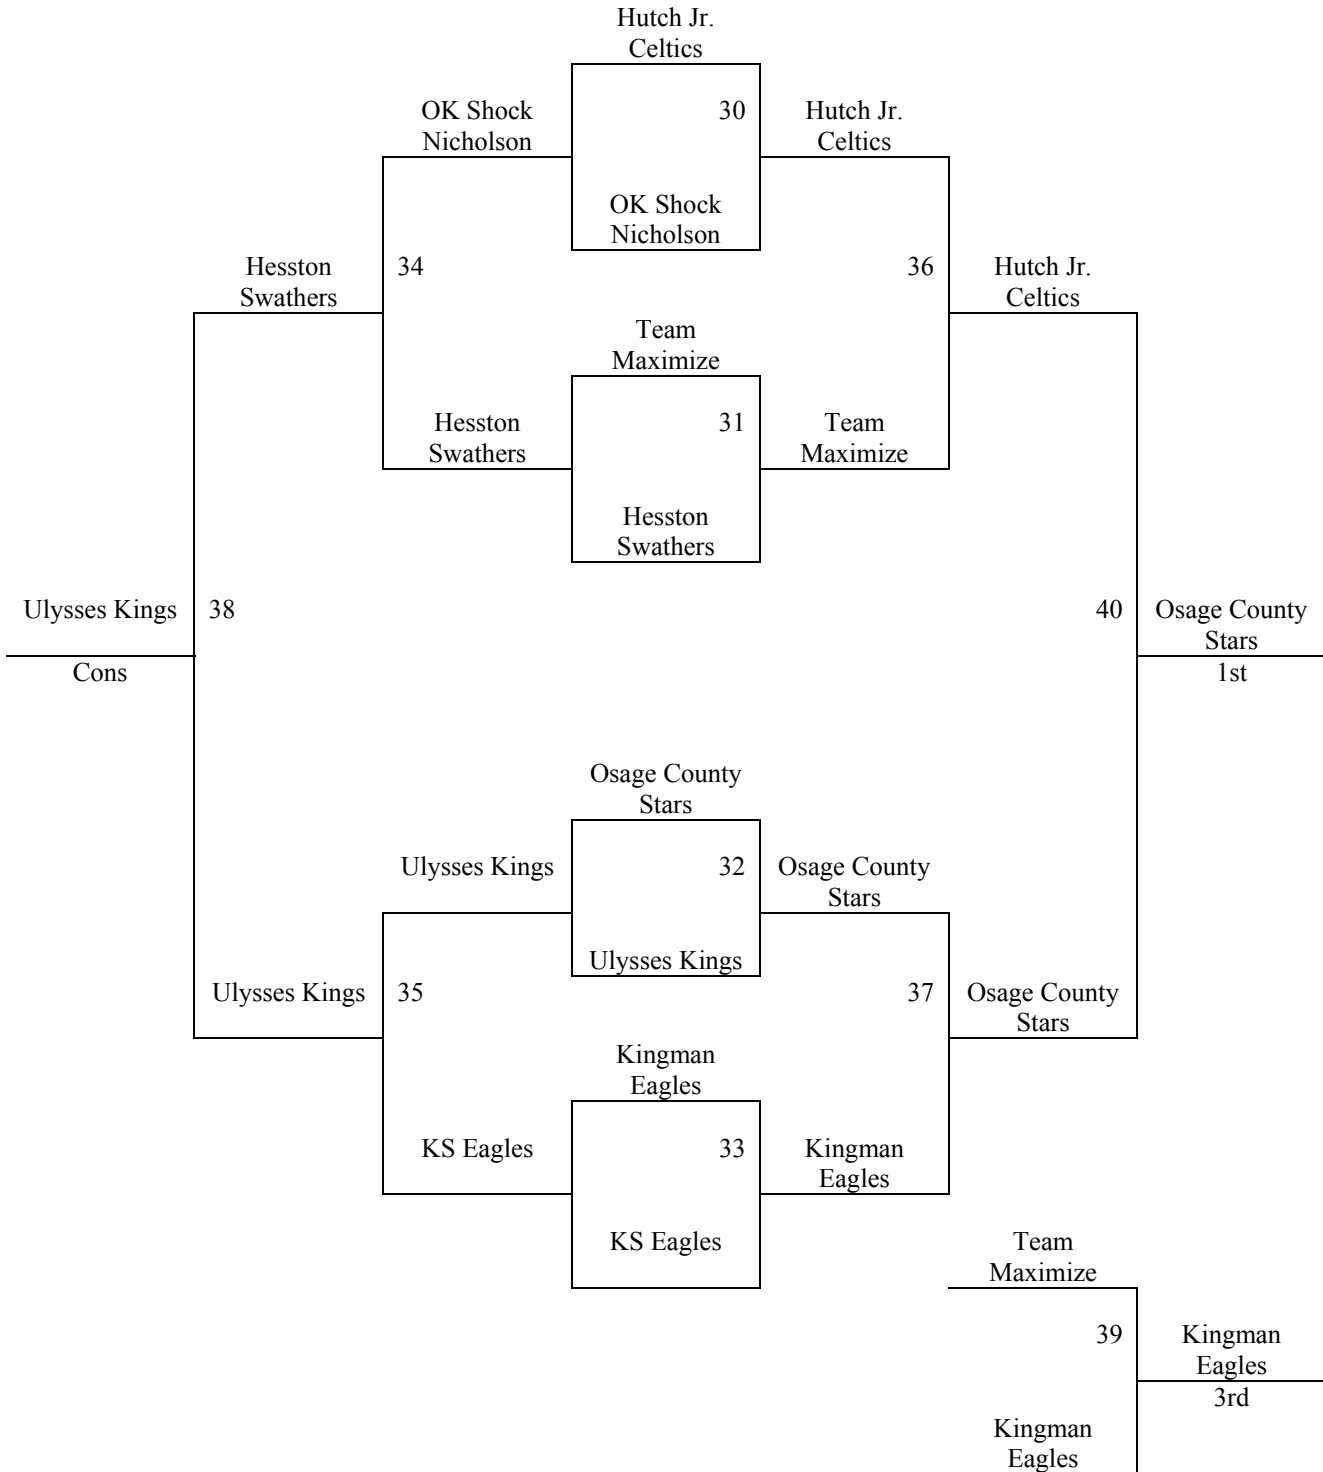 Hutch Jr.
Celtics
OK Shock
Nicholson
30
Hutch Jr.
Celtics
OK Shock
Nicholson
Hesston
Swathers
34
36
Hutch Jr.
Celtics
Team
Maximize
Hesston
Swathers
31
Team
Maximize
Hesston
Swathers
Ulysses Kings
38
40
Osage County
Stars
Cons
1st
Osage County
Stars
Ulysses Kings
32
Osage County
Stars
Ulysses Kings
Ulysses Kings
35
37
Osage County
Stars
Kingman
Eagles
KS Eagles
33
Kingman
Eagles
KS Eagles
Team
Maximize
39
Kingman
Eagles
3rd
Kingman
Eagles